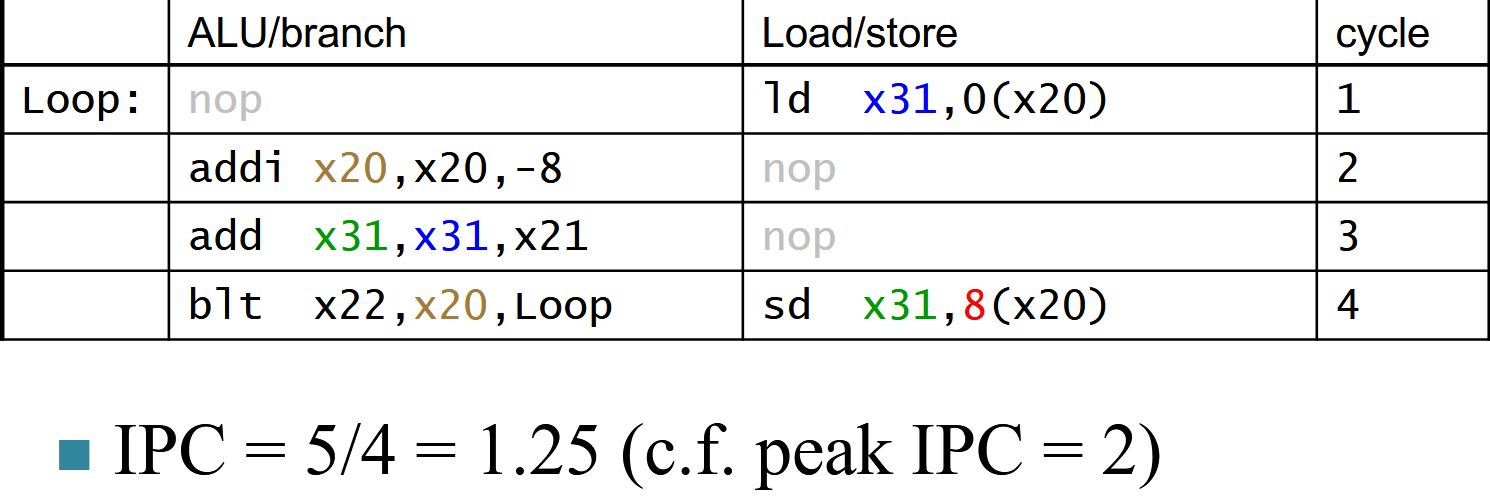 ALU/branch Load/store cycle
Loop: nop ld x31,0(x20) 1
addi x20,x20,-8 nop 2
add x31,x31,x21 nop 3
blt x22,x20,Loop sd x31,8(x20) 4
IPC = 5/4 = 1.25 (c.f. peak IPC = 2)